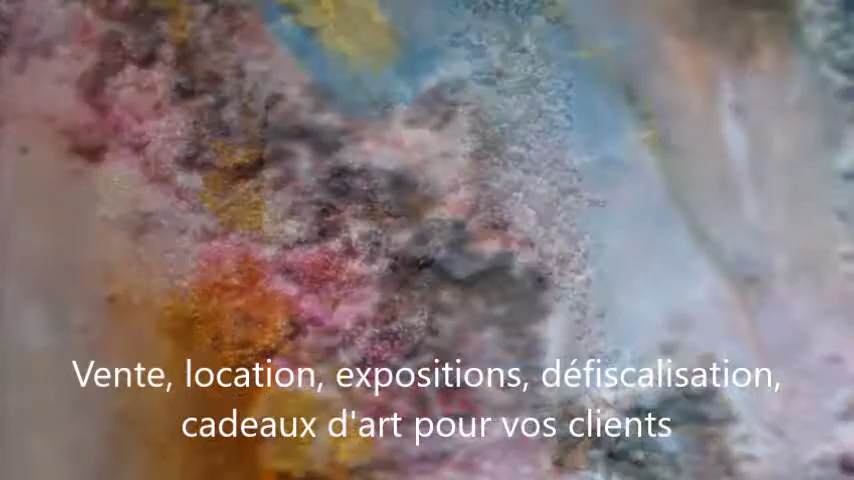 Vente, location, expositions, défiscalisation,
cadeaux d'art pour vos clients